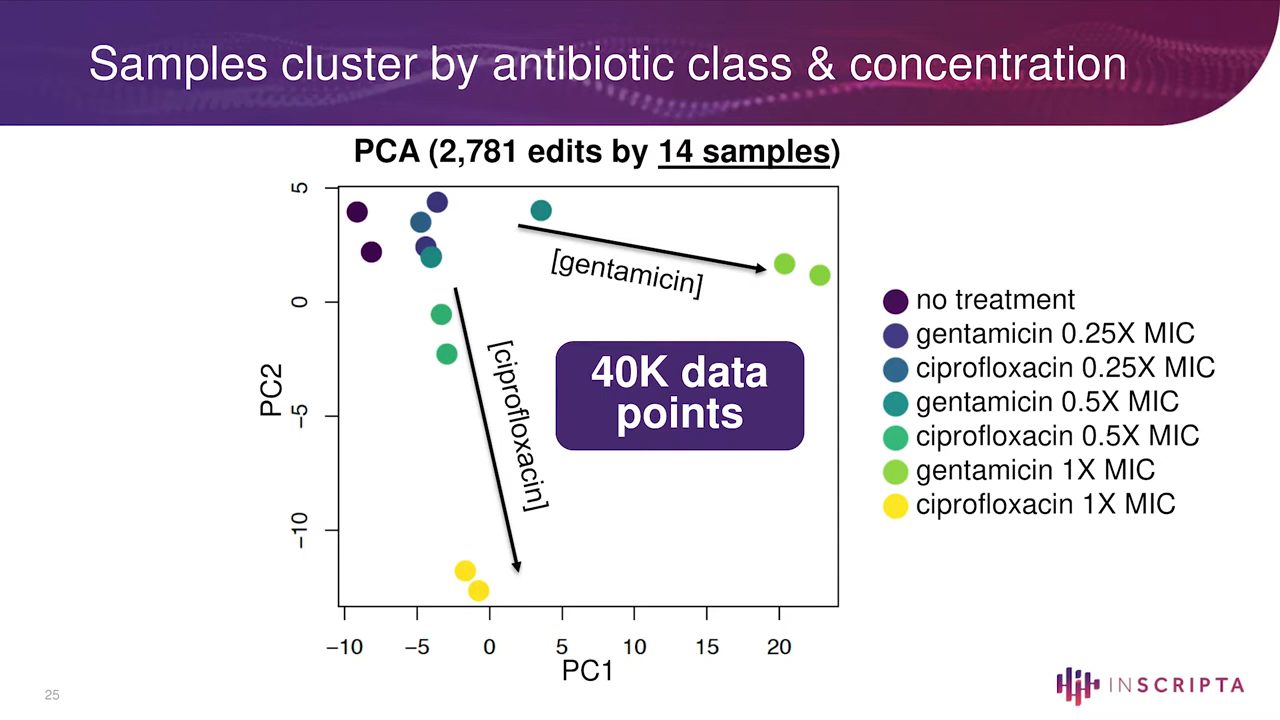 Samples cluster by antibiotic class & concentration
PCA (2,781 edits by 14 samples)
5
0
−5
−10
PC2
[gentamicin]
[ciprofloxacin]
40K data
points
−10 −5 0 5 10 15 20
PC1
no treatment
gentamicin 0.25X MIC
ciprofloxacin 0.25X MIC
gentamicin 0.5X MIC
ciprofloxacin 0.5X MIC
gentamicin 1X MIC
ciprofloxacin 1X MIC
25
INSCRIPTA